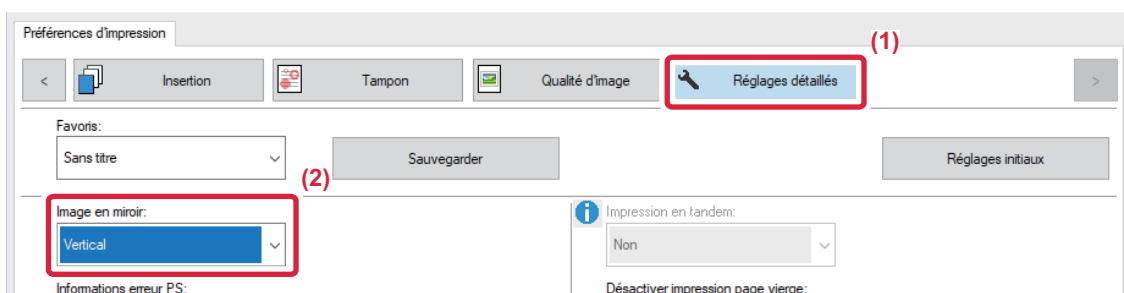 Préférences d'impression
(1)
< Insertion Tampon Qualité d'image Réglages détaillés >
Favoris:
Sans titre Sauvegarder Réglages initiaux
(2)
Image en miroir: Impression en tandem:
Vertical Non
Informations erreur PS: Désactiver impression page vierge: